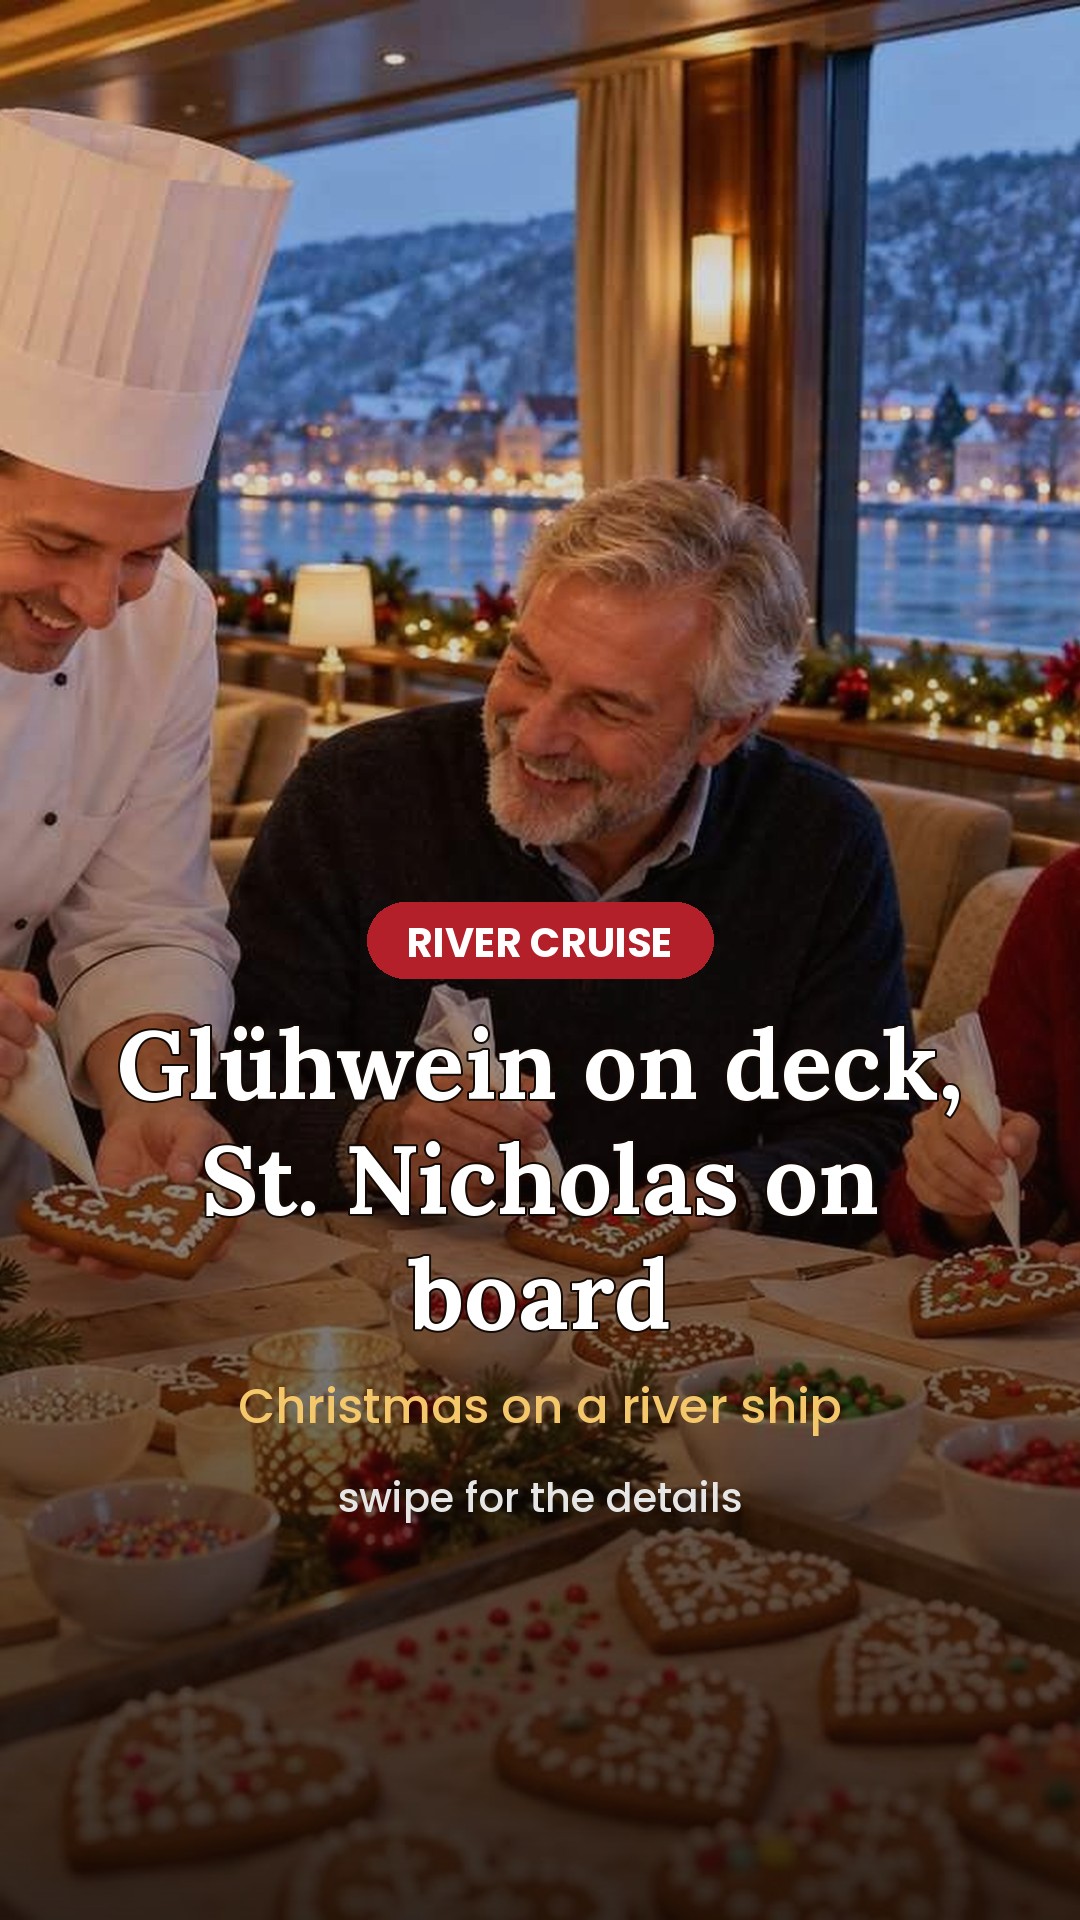 RIVER CRUISE
Glühwein on deck,
St. Nicholas on
board
Christmas on a river ship
swipe for the details